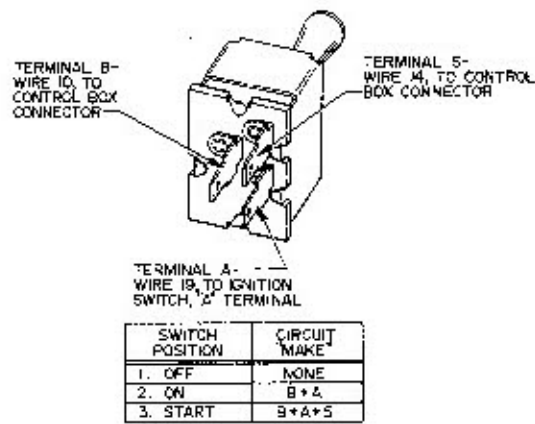 TERMINAL B-
WIRE 10, TO
CONTROL BOX
CONNECTOR
TERMINAL S-
WIRE 14, TO CONTROL
BOX CONNECTOR
TERMINAL A-
WIRE 19, TO IGNITION
SWITCH, "A" TERMINAL
SWITCH POSITION
CIRCUIT "MAKE"
1. OFF
NONE
2. ON
B+A
3. START
B+A+S